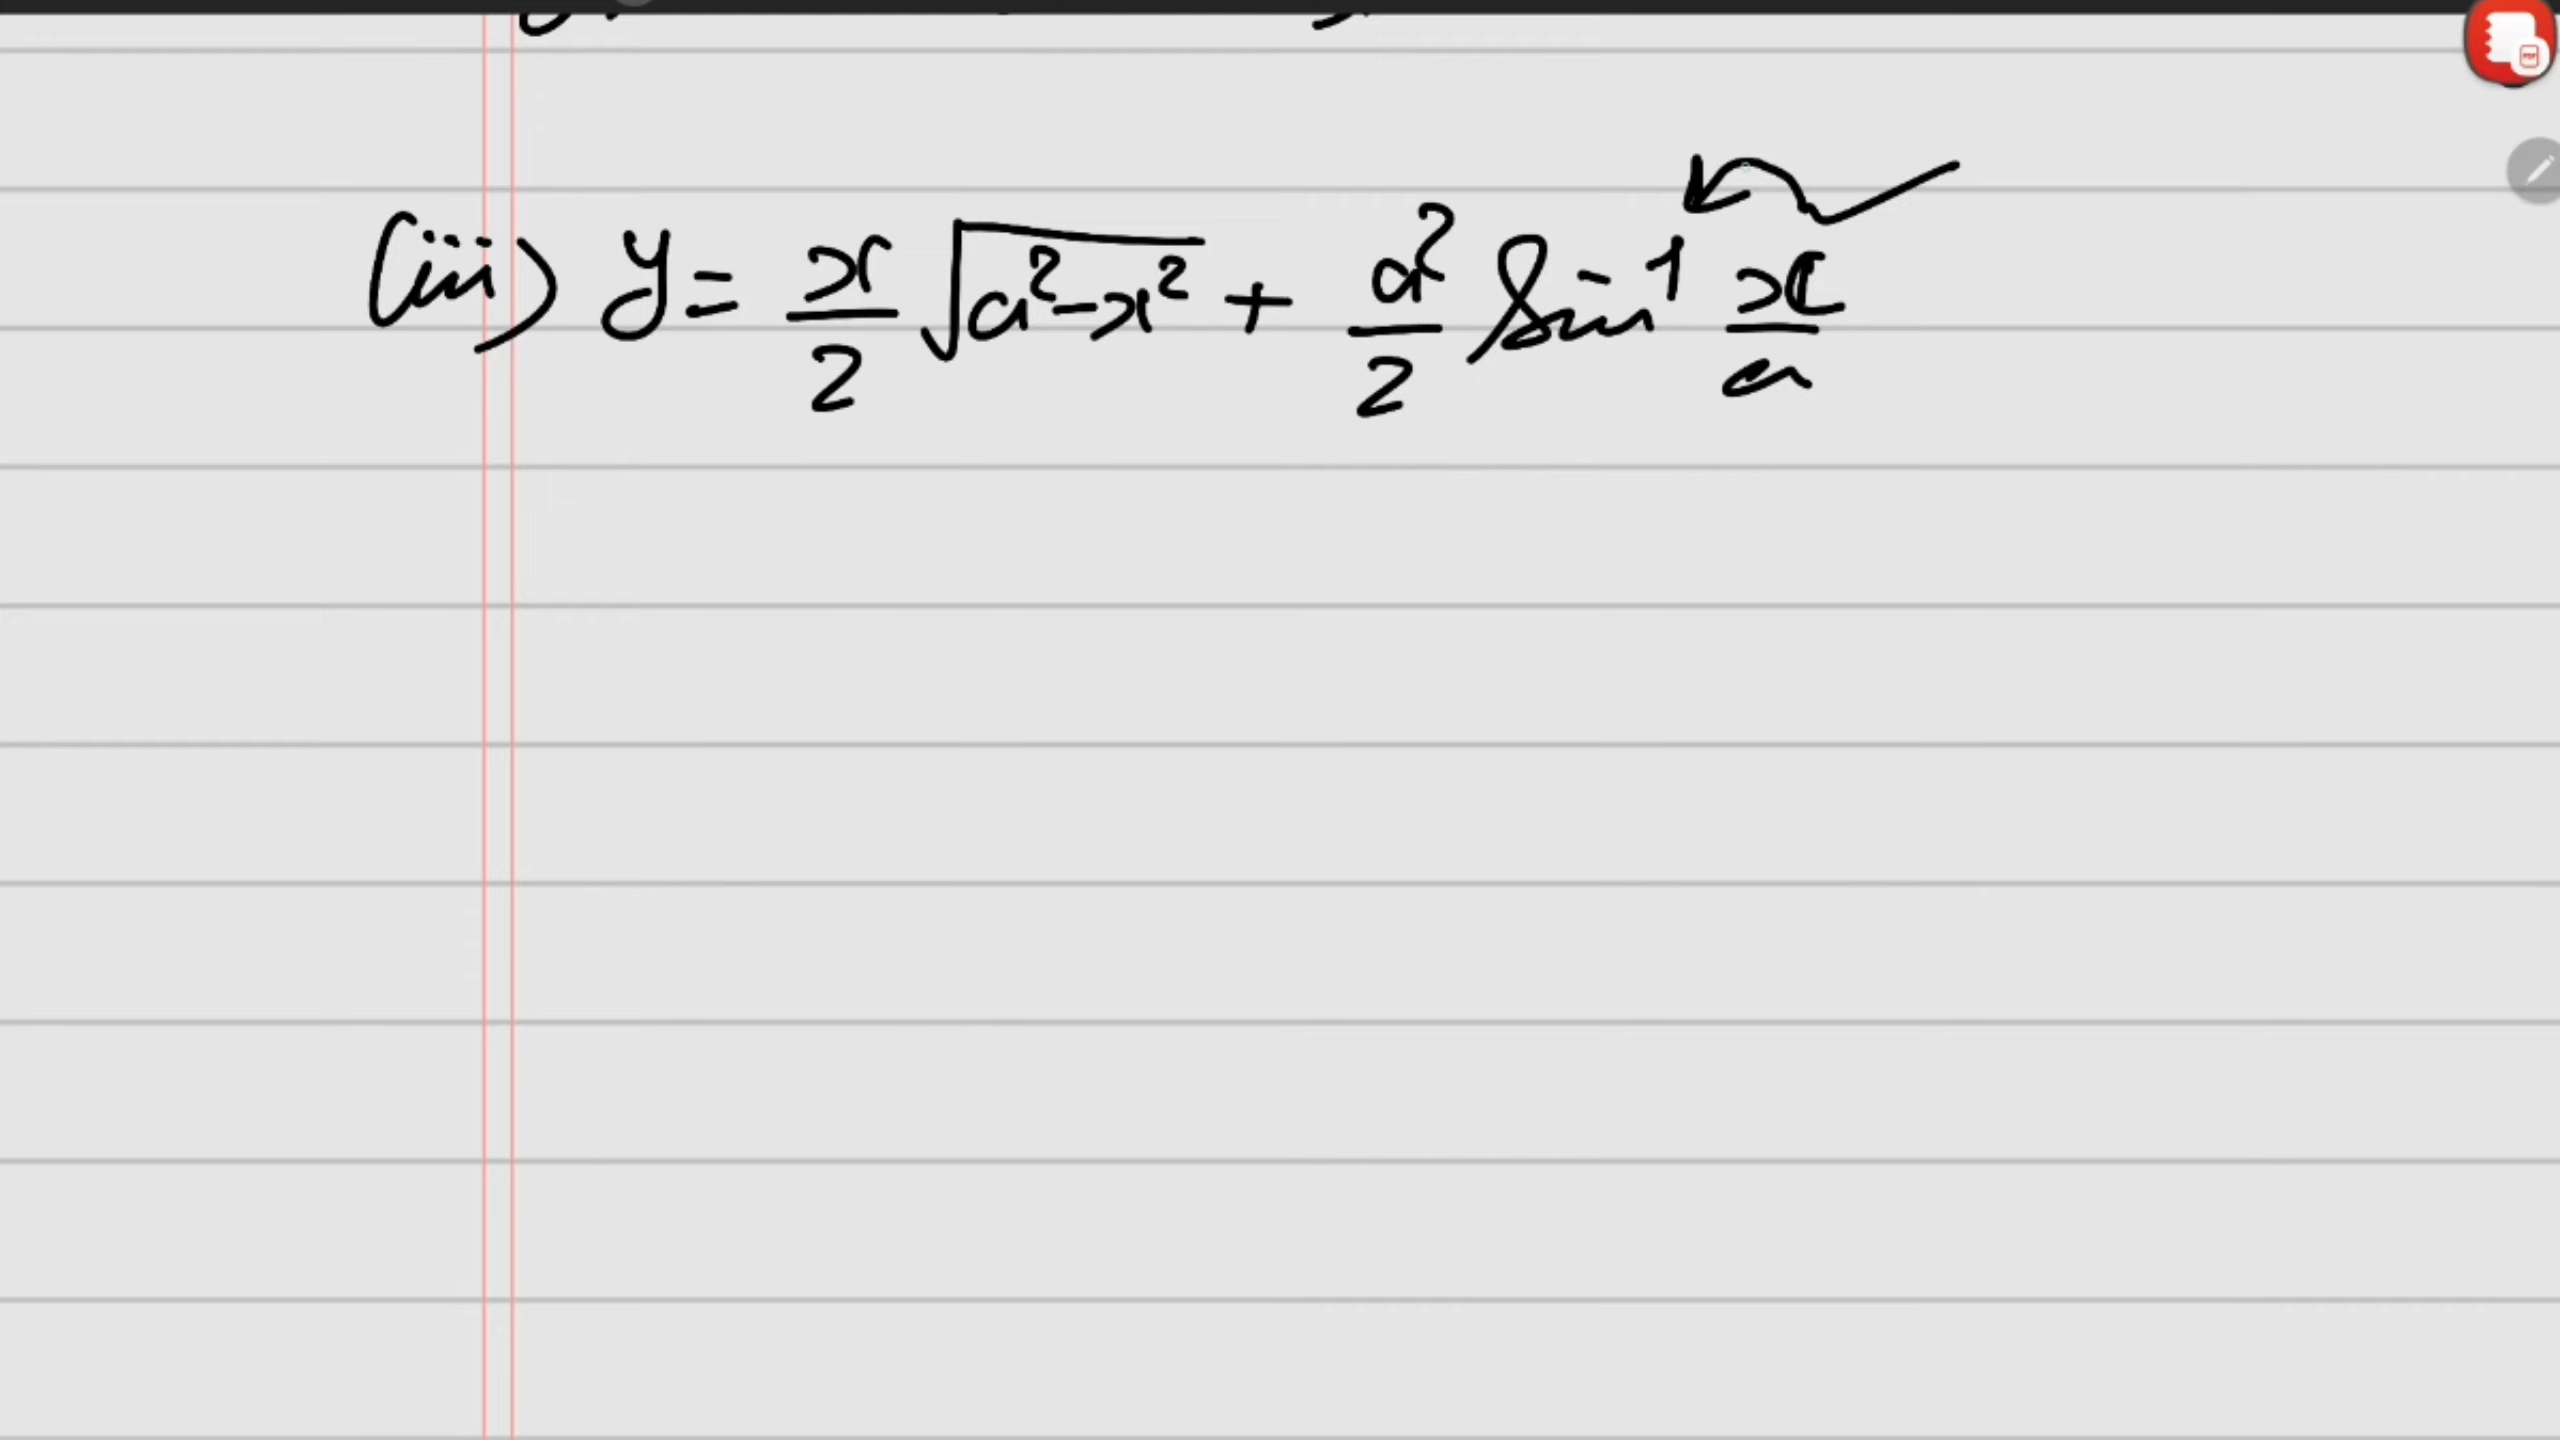 (iii) y = x/2 √(a²-x²) + a²/2 Sin⁻¹ x/a